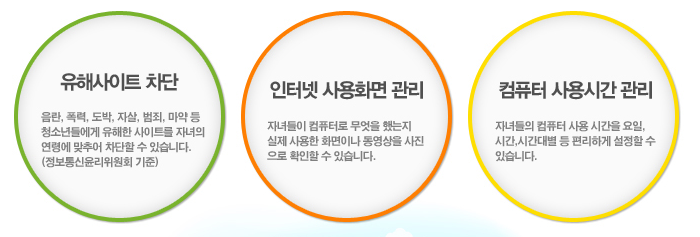 유해사이트 차단
음란, 폭력, 도박, 자살, 범죄, 마약 등
청소년들에게 유해한 사이트를 자녀의
연령에 맞추어 차단할 수 있습니다.
(정보통신윤리위원회 기준)
인터넷 사용화면 관리
자녀들이 컴퓨터로 무엇을 했는지
실제 사용한 화면이나 동영상을 사진
으로 확인할 수 있습니다.
컴퓨터 사용시간 관리
자녀들의 컴퓨터 사용 시간을 요일,
시간,시간대별 등 편리하게 설정할 수
있습니다.